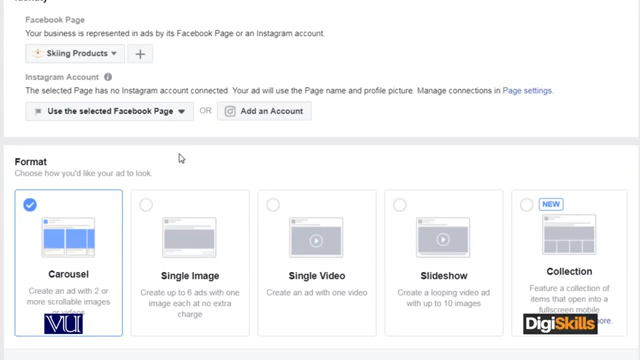 Facebook Page
Your business is represented in ads by its Facebook Page or an Instagram account.
Skiing Products
+
Instagram Account
The selected Page has no Instagram account connected. Your ad will use the Page name and profile picture. Manage connections in Page settings.
Use the selected Facebook Page
OR
Add an Account
Format
Choose how you'd like your ad to look.
Carousel
Create an ad with 2 or
more scrollable images
or videos
Single Image
Create up to 6 ads with one
image each at no extra
charge
Single Video
Create an ad with one video
Slideshow
Create a looping video ad
with up to 10 images
NEW
Collection
Feature a collection of
items that open into a
fullscreen mobile
VU
DigiSkills